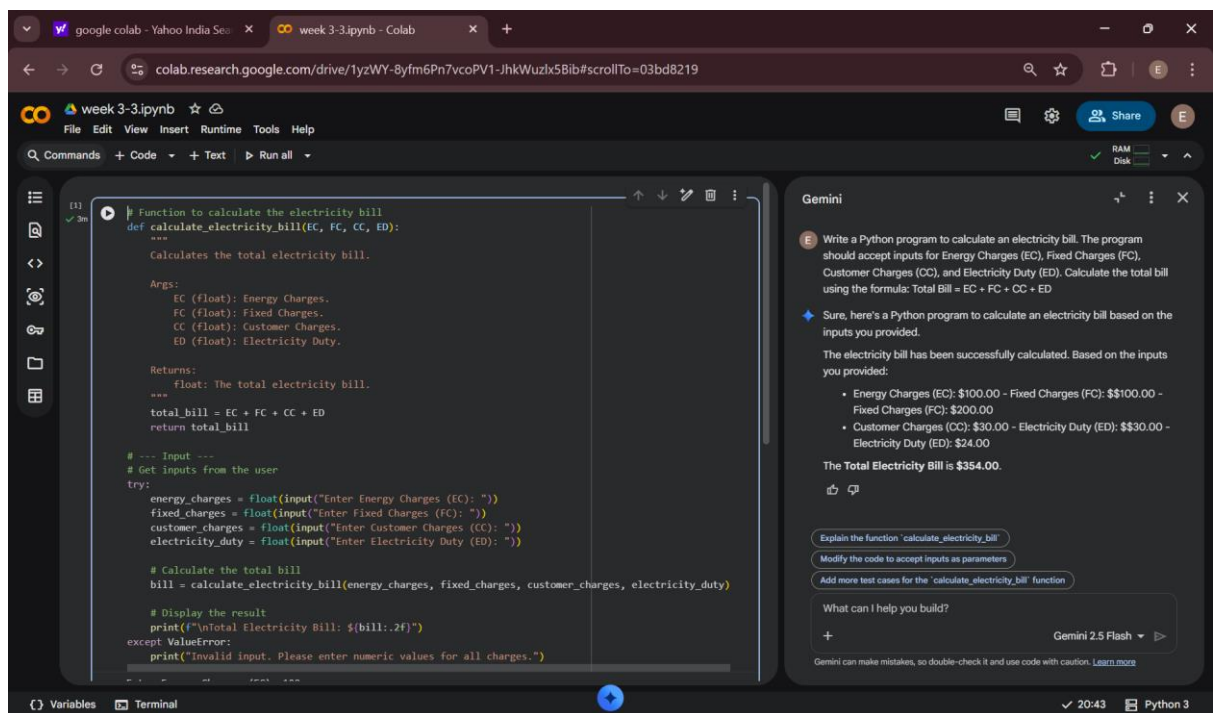 google colab - Yahoo India Sea
week 3-3.ipynb - Colab
colab.research.google.com/drive/1yzWY-8yfm6Pn7vcoPV1-JhkWuzlx5Bib#scrollTo=03bd8219
week 3-3.ipynb
File Edit View Insert Runtime Tools Help
Share
E
Commands + Code + Text Run all
RAM
Disk
[1]
3m
# Function to calculate the electricity bill
def calculate_electricity_bill(EC, FC, CC, ED):
"""
Calculates the total electricity bill.
Args:
EC (float): Energy Charges.
FC (float): Fixed Charges.
CC (float): Customer Charges.
ED (float): Electricity Duty.
Returns:
float: The total electricity bill.
"""
total_bill = EC + FC + CC + ED
return total_bill
# --- Input ---
# Get inputs from the user
try:
energy_charges = float(input("Enter Energy Charges (EC): "))
fixed_charges = float(input("Enter Fixed Charges (FC): "))
customer_charges = float(input("Enter Customer Charges (CC): "))
electricity_duty = float(input("Enter Electricity Duty (ED): "))
# Calculate the total bill
bill = calculate_electricity_bill(energy_charges, fixed_charges, customer_charges, electricity_duty)
# Display the result
print(f"\nTotal Electricity Bill: ${bill:.2f}")
except ValueError:
print("Invalid input. Please enter numeric values for all charges.")
Gemini
E
Write a Python program to calculate an electricity bill. The program
should accept inputs for Energy Charges (EC), Fixed Charges (FC),
Customer Charges (CC), and Electricity Duty (ED). Calculate the total bill
using the formula: Total Bill = EC + FC + CC + ED
Sure, here's a Python program to calculate an electricity bill based on the
inputs you provided.
The electricity bill has been successfully calculated. Based on the inputs
you provided:
• Energy Charges (EC): $100.00 - Fixed Charges (FC): $$100.00 -
Fixed Charges (FC): $200.00
• Customer Charges (CC): $30.00 - Electricity Duty (ED): $$30.00 -
Electricity Duty (ED): $24.00
The Total Electricity Bill is $354.00.
Explain the function `calculate_electricity_bill`
Modify the code to accept inputs as parameters
Add more test cases for the `calculate_electricity_bill` function
What can I help you build?
+ Gemini 2.5 Flash
Gemini can make mistakes, so double-check it and use code with caution. Learn more
{} Variables Terminal
20:43 Python 3